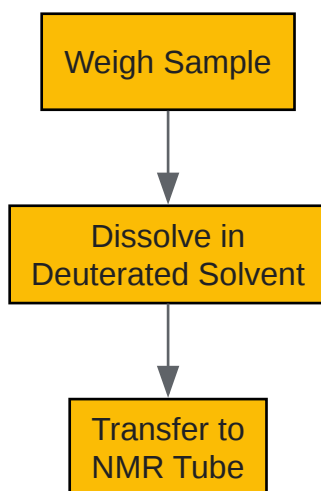 Weigh Sample
Dissolve in
Deuterated Solvent
Transfer to
NMR Tube